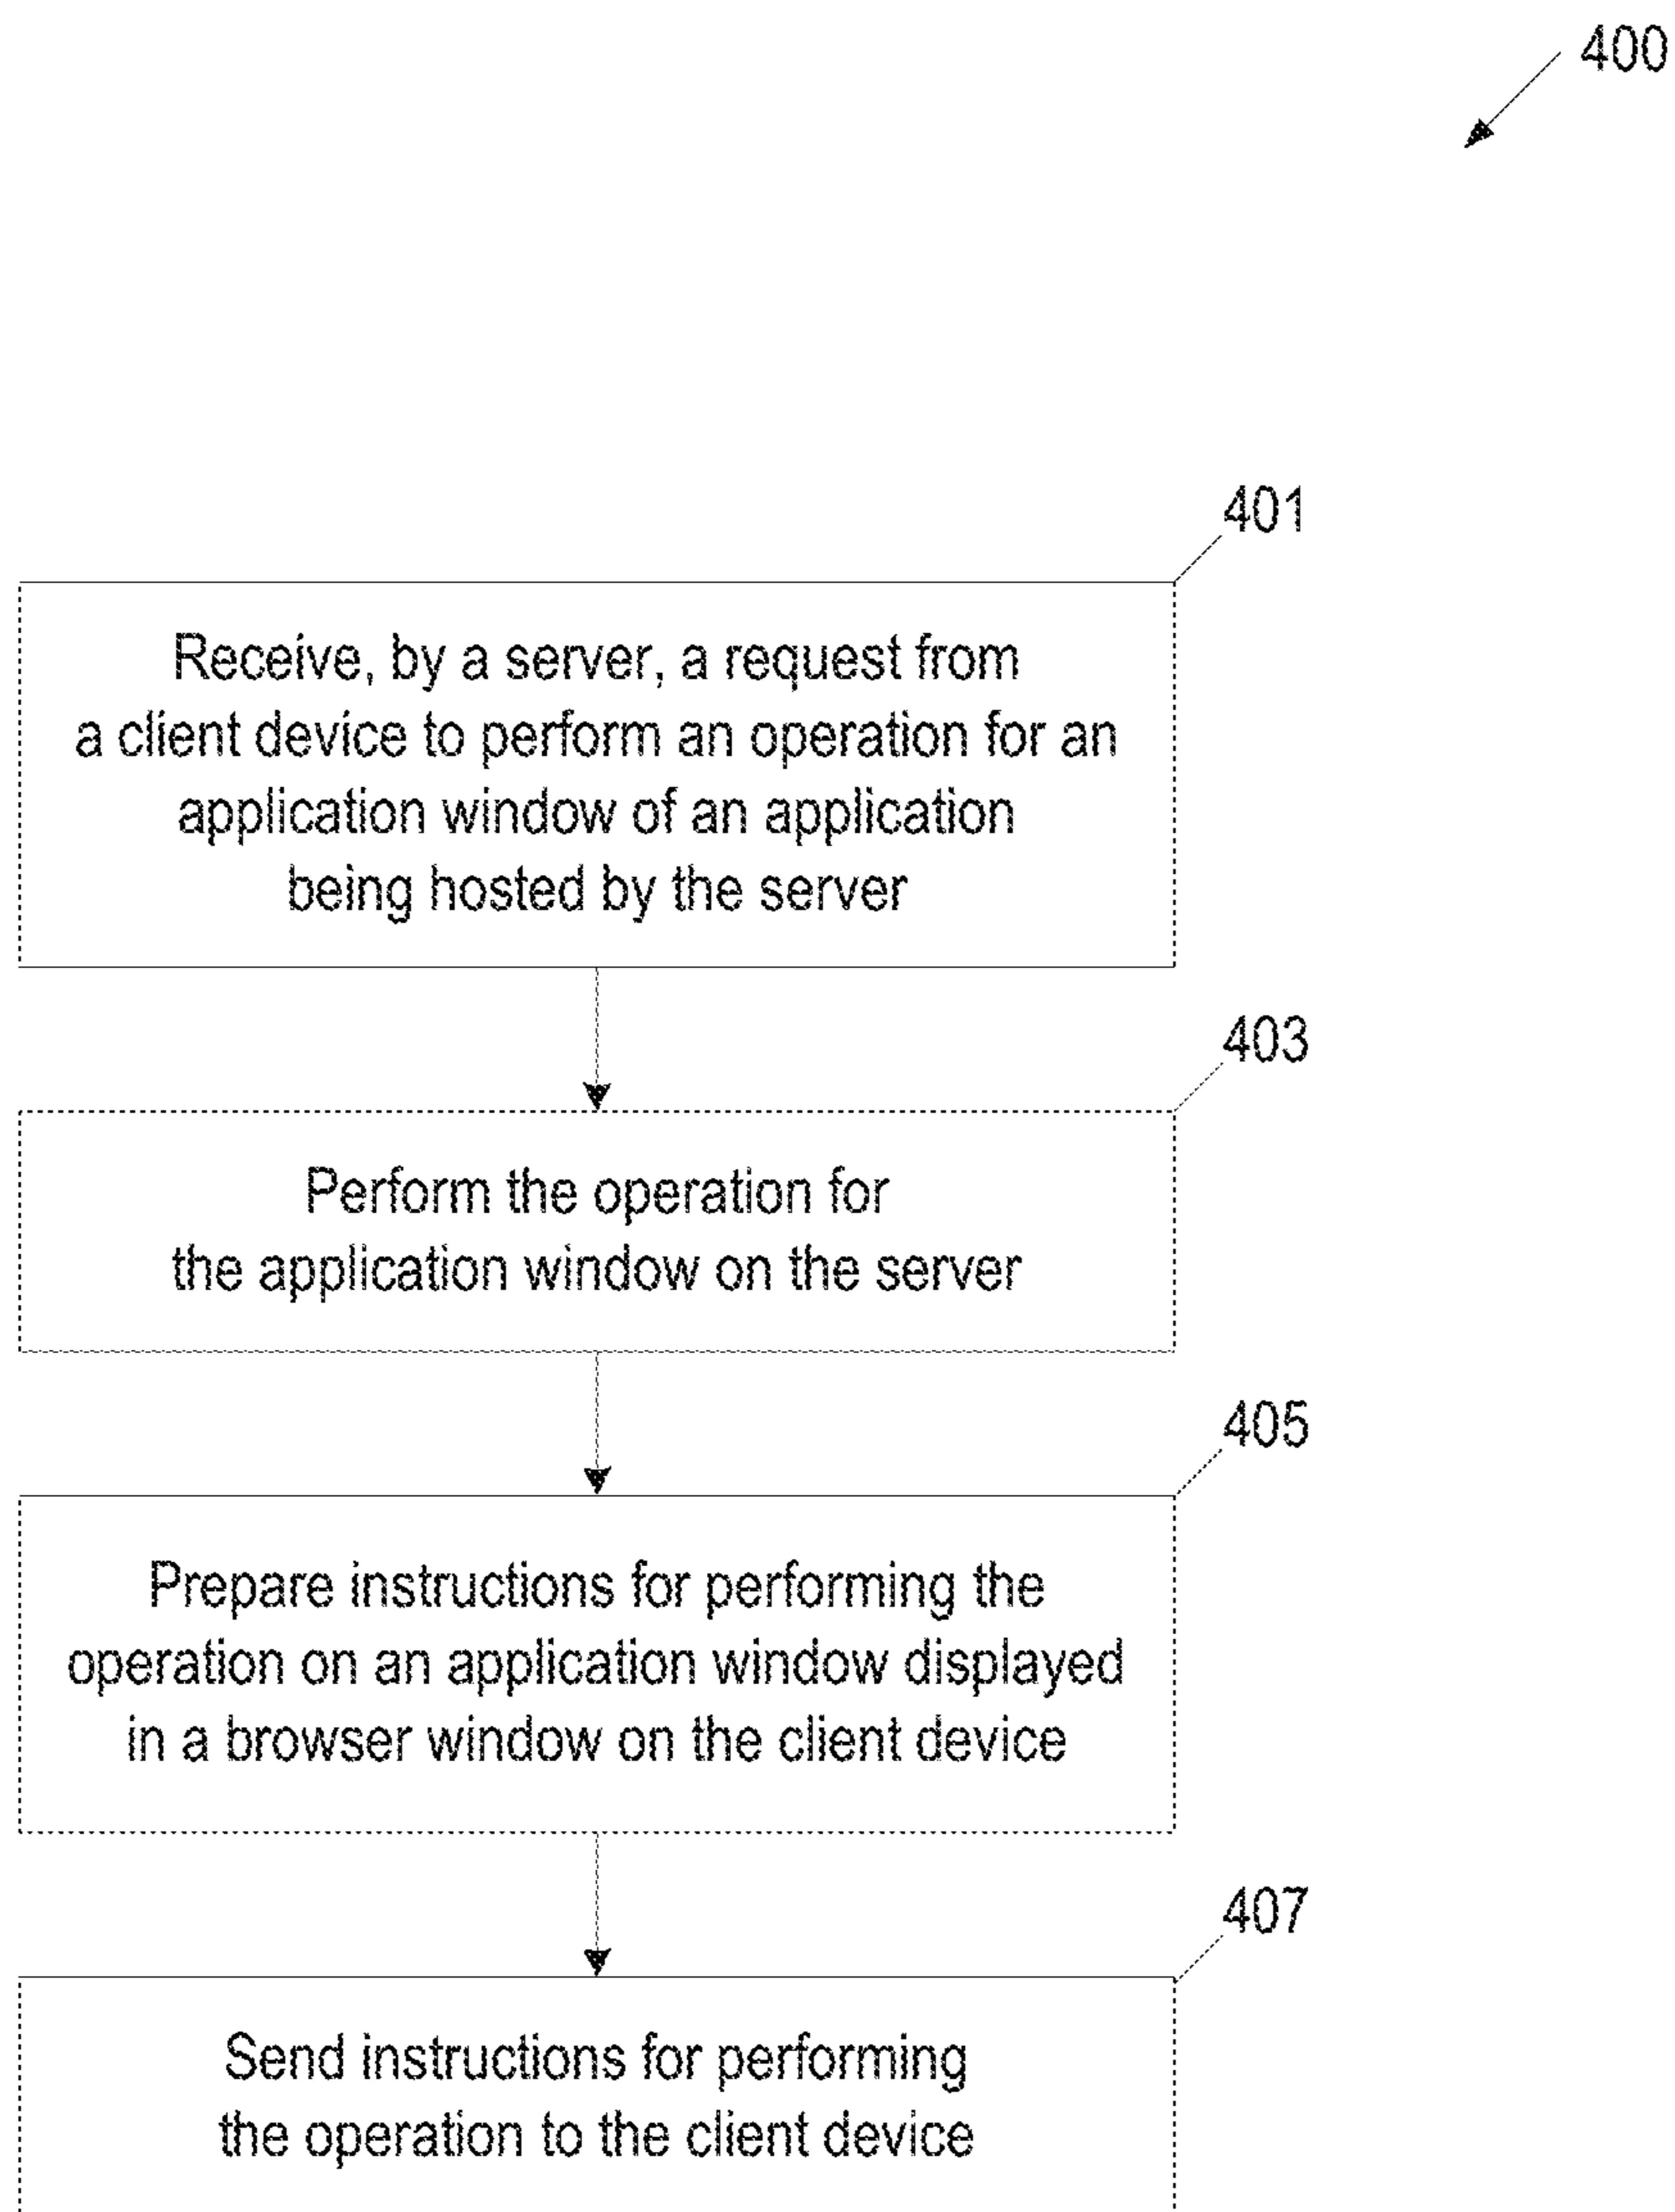 400
401
Receive, by a server, a request from
a client device to perform an operation for an
application window of an application
being hosted by the server
403
Perform the operation for
the application window on the server
405
Prepare instructions for performing the
operation on an application window displayed
in a browser window on the client device
407
Send instructions for performing
the operation to the client device